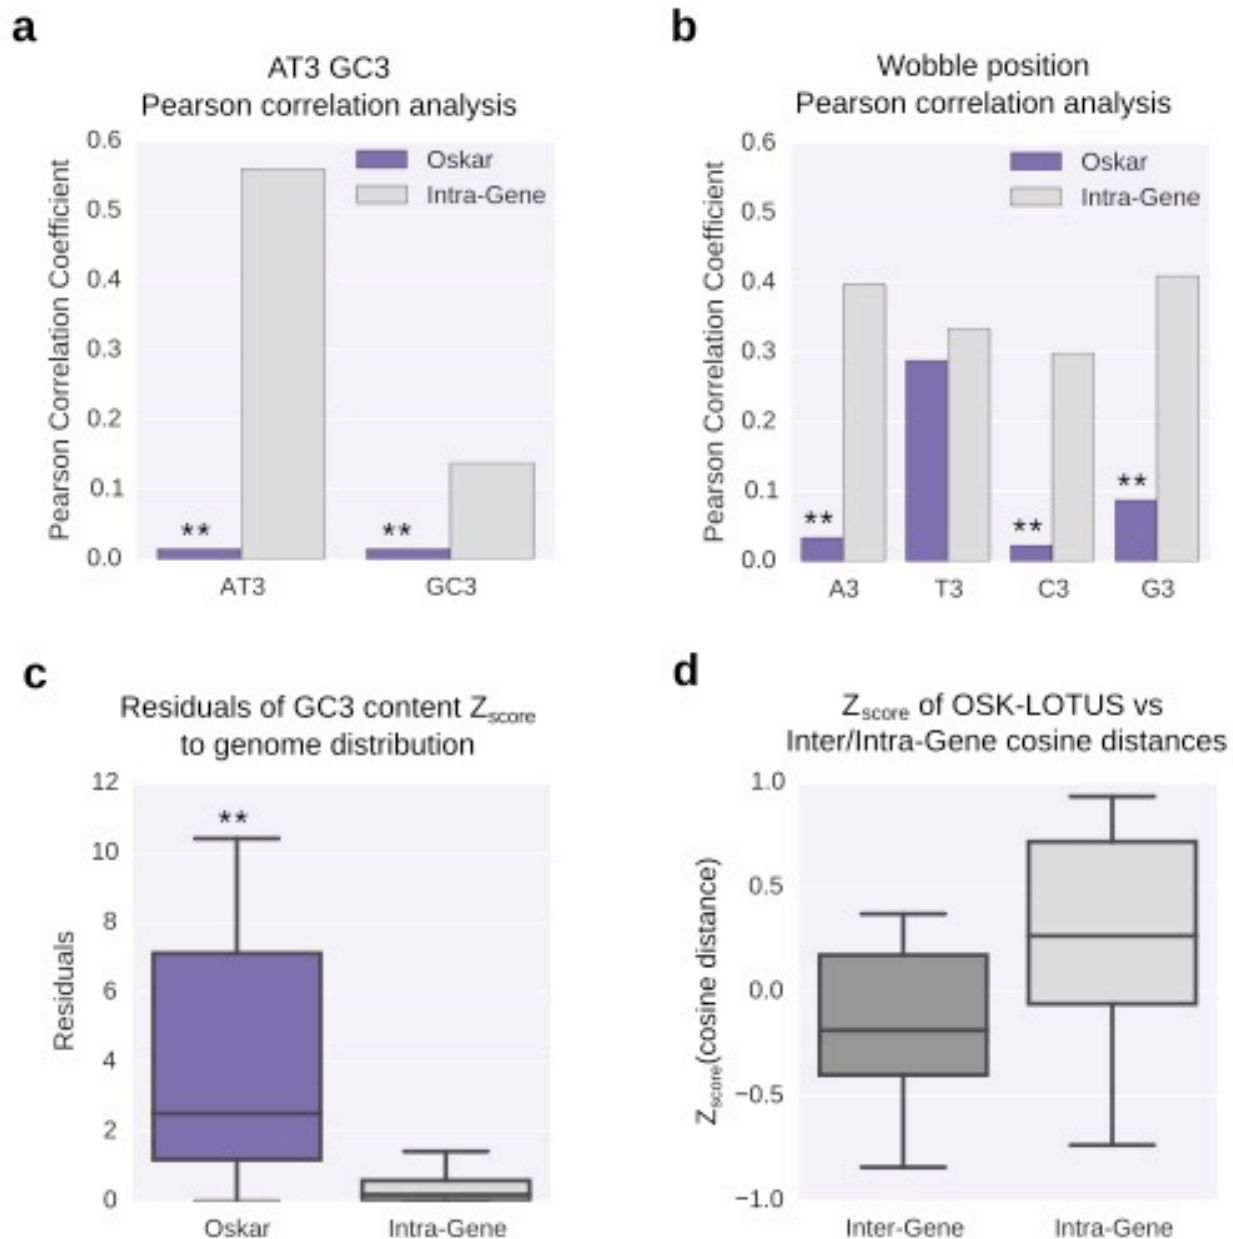 a
AT3 GC3
Pearson correlation analysis
Pearson Correlation Coefficient
0.6
0.5
0.4
0.3
0.2
0.1
0.0
Oskar
Intra-Gene
** **
AT3 GC3
b
Wobble position
Pearson correlation analysis
Pearson Correlation Coefficient
0.6
0.5
0.4
0.3
0.2
0.1
0.0
Oskar
Intra-Gene
** ** **
A3 T3 C3 G3
c
Residuals of GC3 content Zscore
to genome distribution
Residuals
12
10
8
6
4
2
0
**
Oskar Intra-Gene
d
Zscore of OSK-LOTUS vs
Inter/Intra-Gene cosine distances
Zscore(cosine distance)
1.0
0.5
0.0
−0.5
−1.0
Inter-Gene Intra-Gene